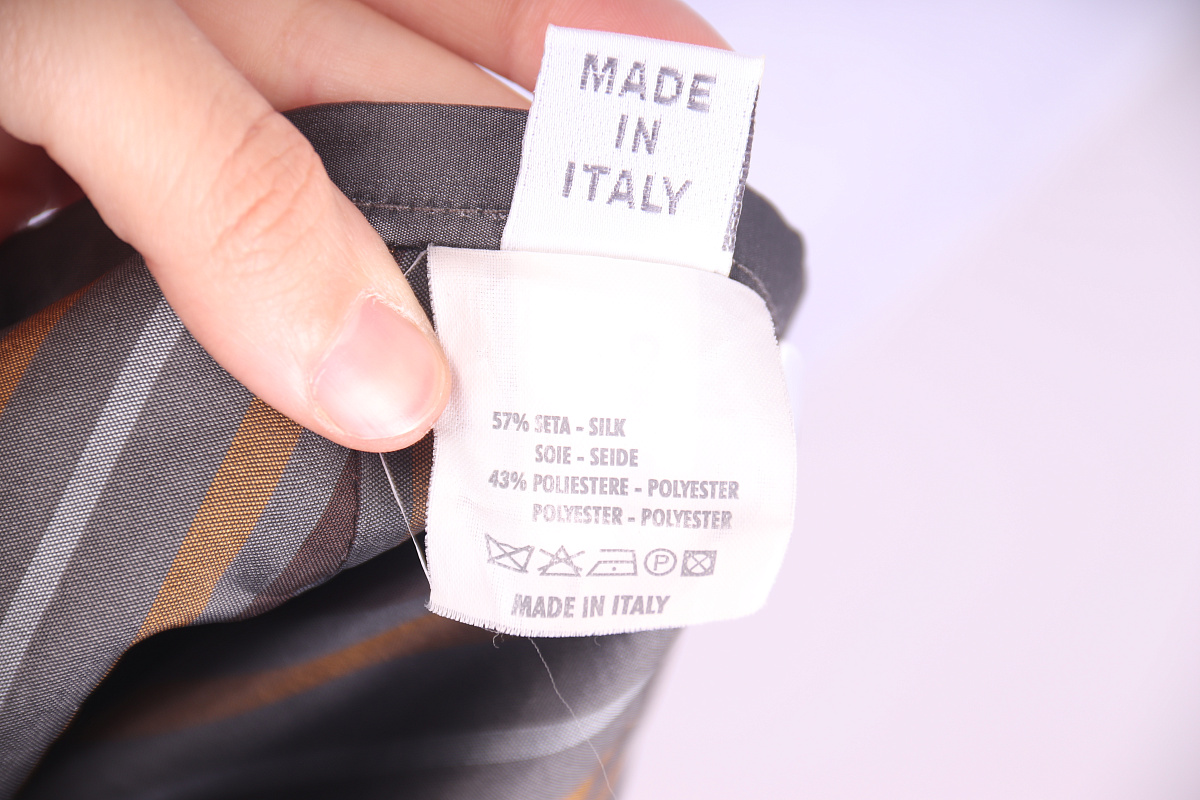 MADE
IN
ITALY
57% SETA - SILK
SOIE - SEIDE
43% POLIESTERE - POLYESTER
POLYESTER - POLYESTER
P
MADE IN ITALY